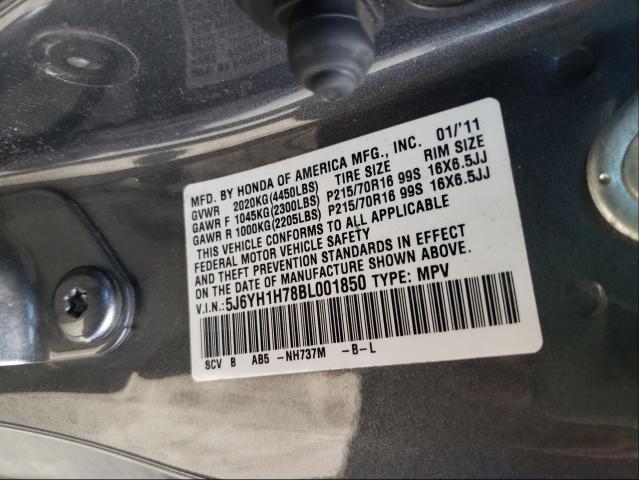 MFD. BY HONDA OF AMERICA MFG., INC. 01/'11
GVWR 2020KG(4450LBS) TIRE SIZE RIM SIZE
GAWR F 1045KG(2300LBS) P215/70R16 99S 16X6.5JJ
GAWR R 1000KG(2205LBS) P215/70R16 99S 16X6.5JJ
THIS VEHICLE CONFORMS TO ALL APPLICABLE
FEDERAL MOTOR VEHICLE SAFETY
AND THEFT PREVENTION STANDARDS IN EFFECT
ON THE DATE OF MANUFACTURE SHOWN ABOVE.
V.I.N.: 5J6YH1H78BL001850 TYPE: MPV
SCV B AB5 -NH737M -B-L